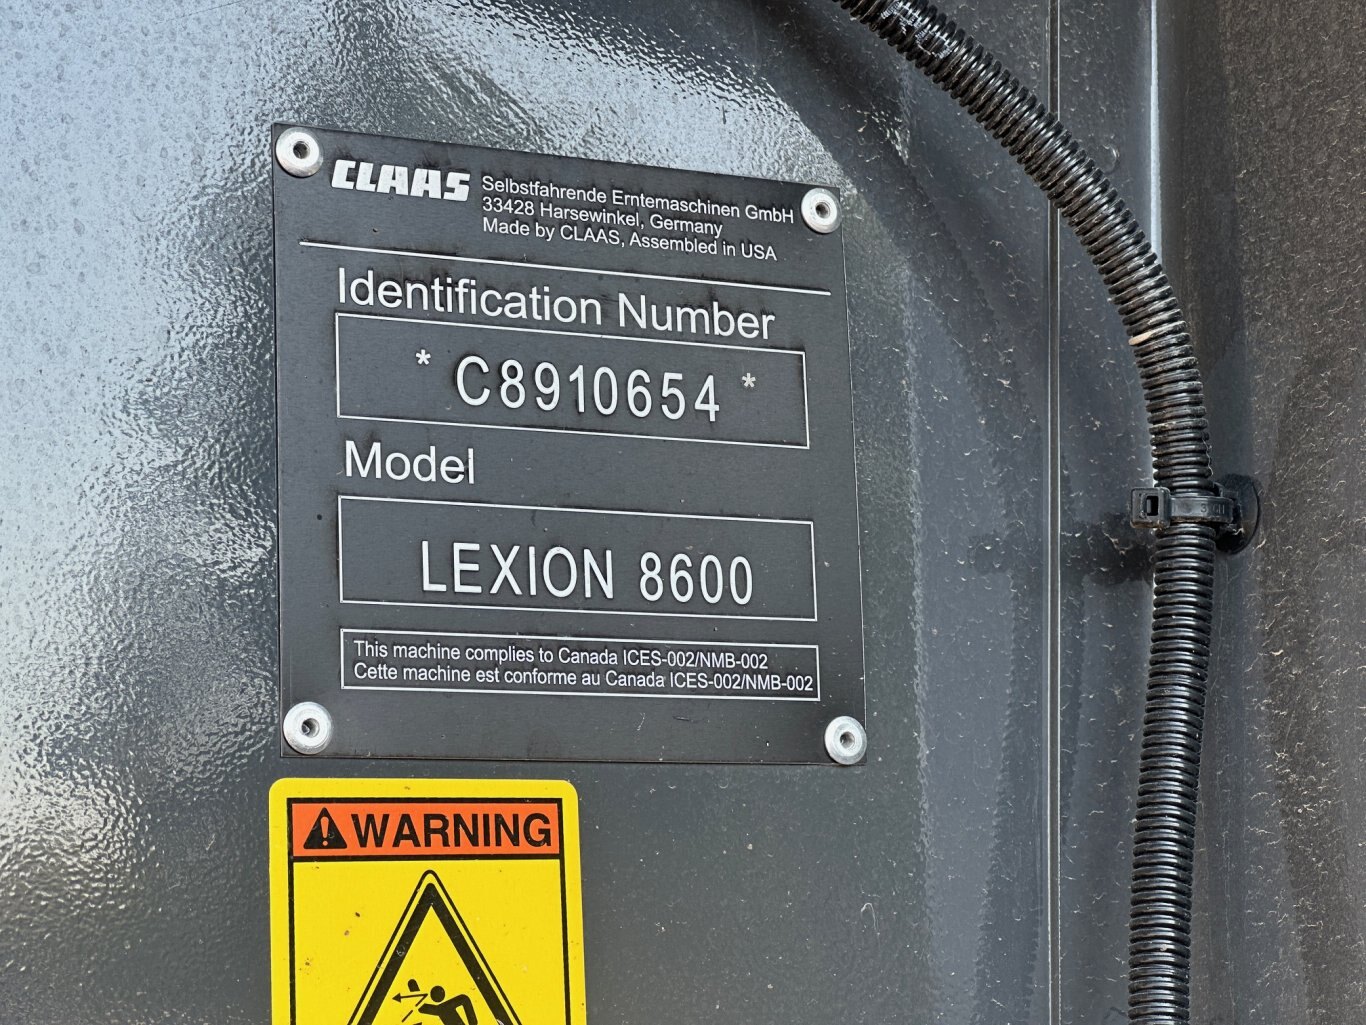 CLAAS
Selbstfahrende Erntemaschinen GmbH
33428 Harsewinkel, Germany
Made by CLAAS, Assembled in USA
Identification Number
* C8910654 *
Model
LEXION 8600
This machine complies to Canada ICES-002/NMB-002
Cette machine est conforme au Canada ICES-002/NMB-002
WARNING